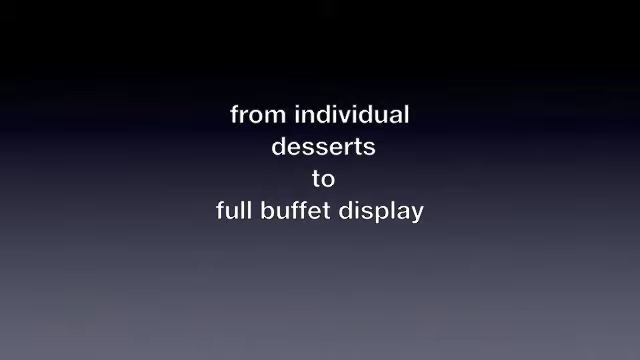 from individual
desserts
to
full buffet display